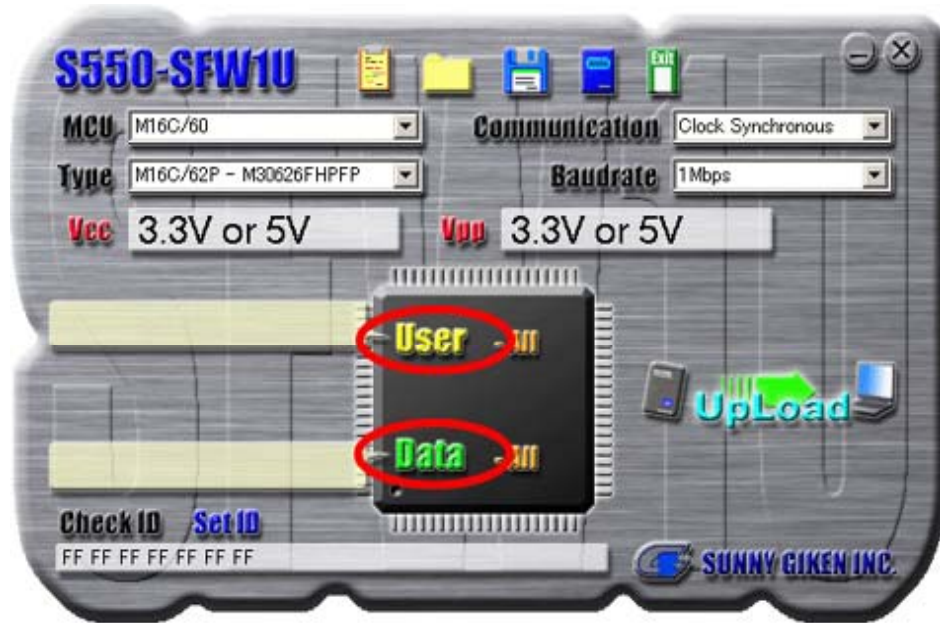 S550-SFW1U
Exit
MCU M16C/60 Communication Clock Synchronous
Type M16C/62P - M30626FHPFP Baudrate 1Mbps
Vcc 3.3V or 5V Vpp 3.3V or 5V
User -All
UpLoad
Data -All
Check ID Set ID
FF FF FF FF FF FF FF
SUNNY GIKEN INC.